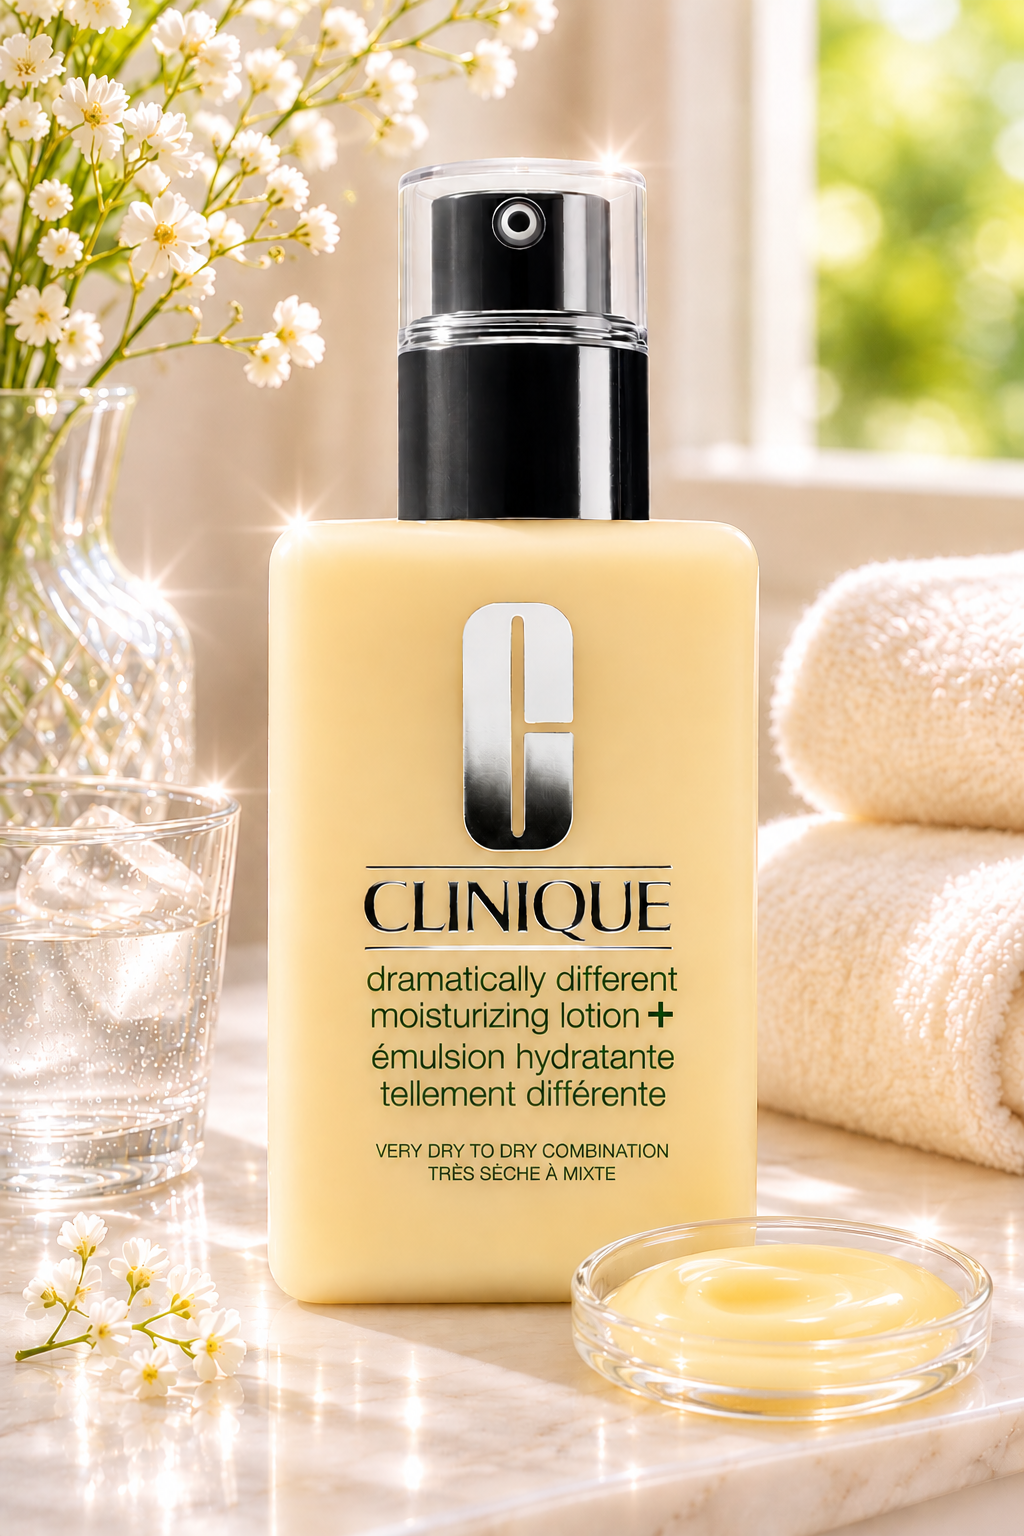 CLINIQUE
dramatically different
moisturizing lotion +
émulsion hydratante
tellement différente
VERY DRY TO DRY COMBINATION
TRÈS SÈCHE À MIXTE